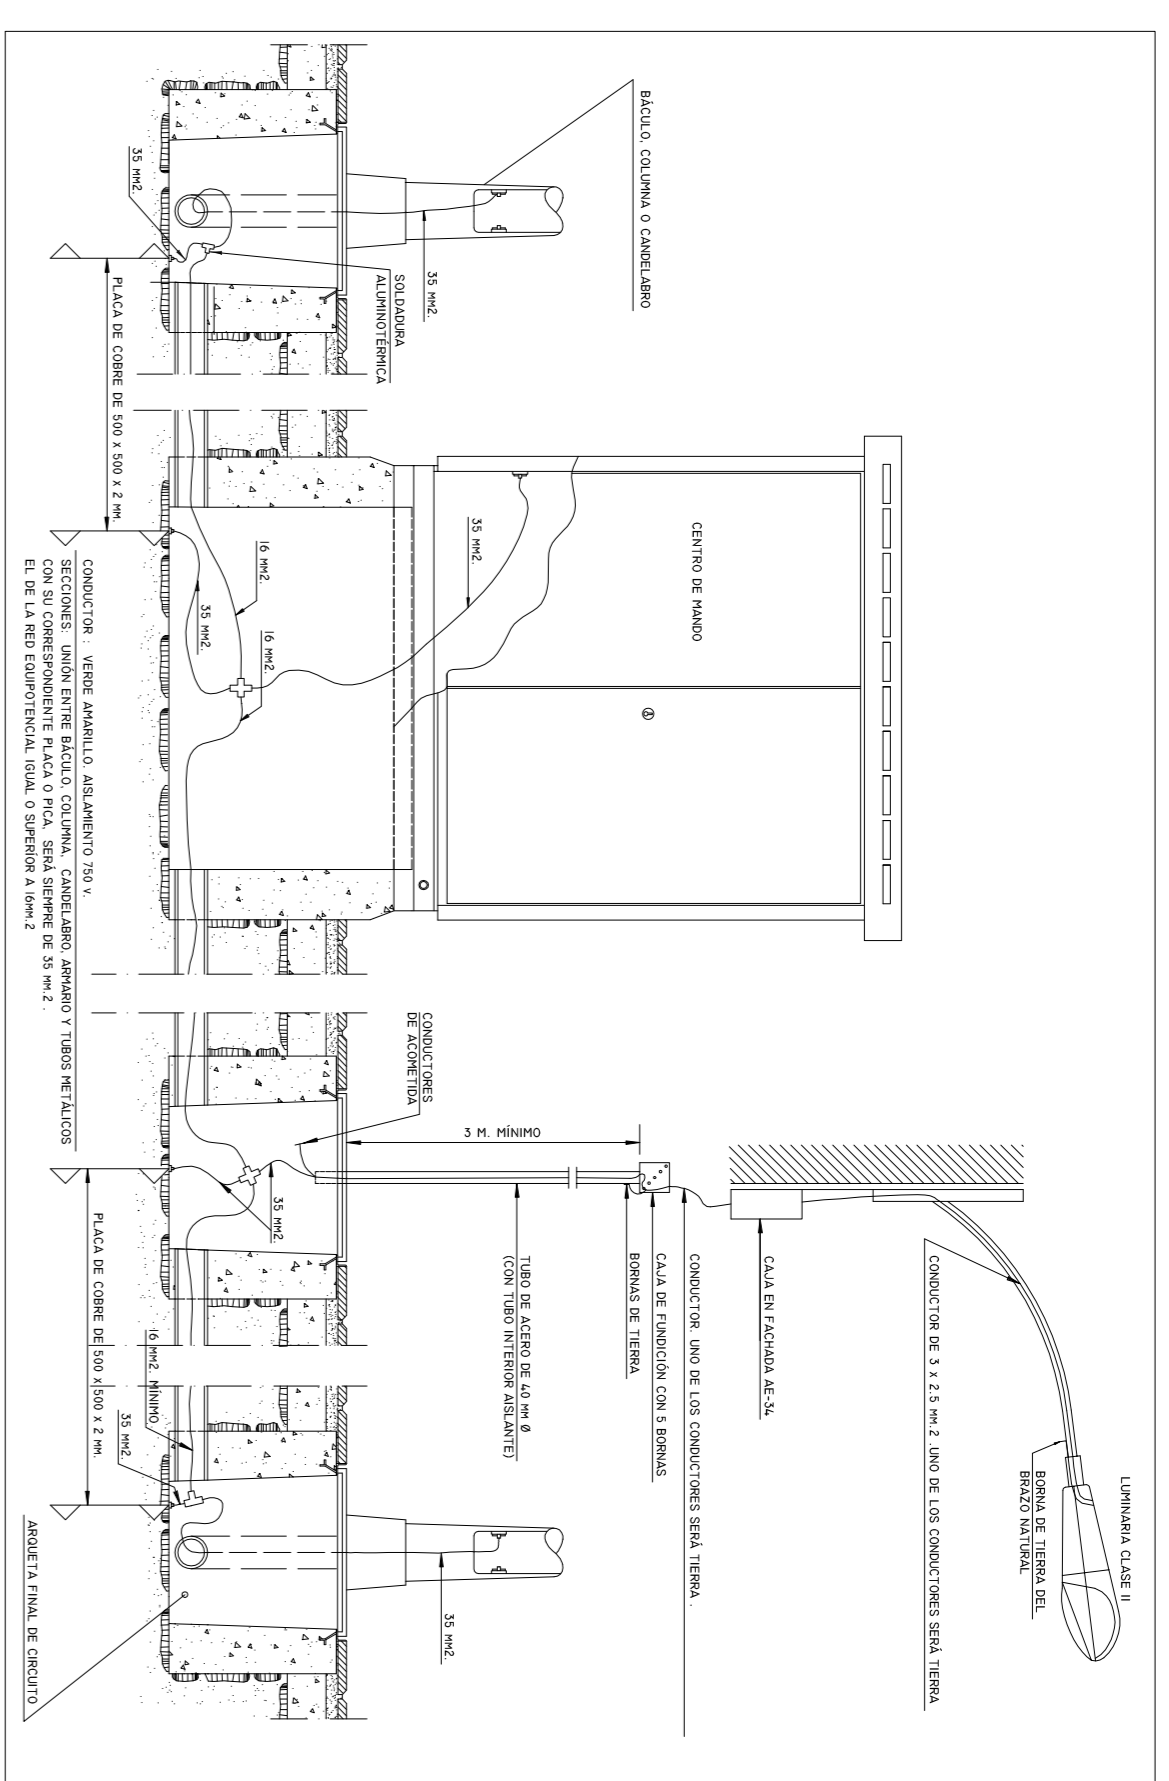 LUMINARIA CLASE II
BORNA DE TIERRA DEL
BRAZO NATURAL
CONDUCTOR DE 3 x 2.5 MM.2 .UNO DE LOS CONDUCTORES SERÁ TIERRA
CAJA EN FACHADA AE-34
CONDUCTOR. UNO DE LOS CONDUCTORES SERÁ TIERRA .
CAJA DE FUNDICIÓN CON 5 BORNAS
BORNAS DE TIERRA
TUBO DE ACERO DE 40 MM Ø
(CON TUBO INTERIOR AISLANTE)
3 M. MÍNIMO
CONDUCTORES
DE ACOMETIDA
BÁCULO, COLUMNA O CANDELABRO
CENTRO DE MANDO
35 MM2.
SOLDADURA
ALUMINOTÉRMICA
35 MM2.
35 MM2.
16 MM2.
16 MM2.
35 MM2.
35 MM2.
35 MM2.
16 MM2. MÍNIMO
35 MM2.
PLACA DE COBRE DE 500 x 500 x 2 MM.
PLACA DE COBRE DE 500 x 500 x 2 MM.
CONDUCTOR : VERDE AMARILLO. AISLAMIENTO 750 v.
SECCIONES: UNIÓN ENTRE BÁCULO, COLUMNA, CANDELABRO, ARMARIO Y TUBOS METÁLICOS
CON SU CORRESPONDIENTE PLACA O PICA, SERÁ SIEMPRE DE 35 MM.2 .
EL DE LA RED EQUIPOTENCIAL IGUAL O SUPERÍOR A 16MM.2
ARQUETA FINAL DE CIRCUITO